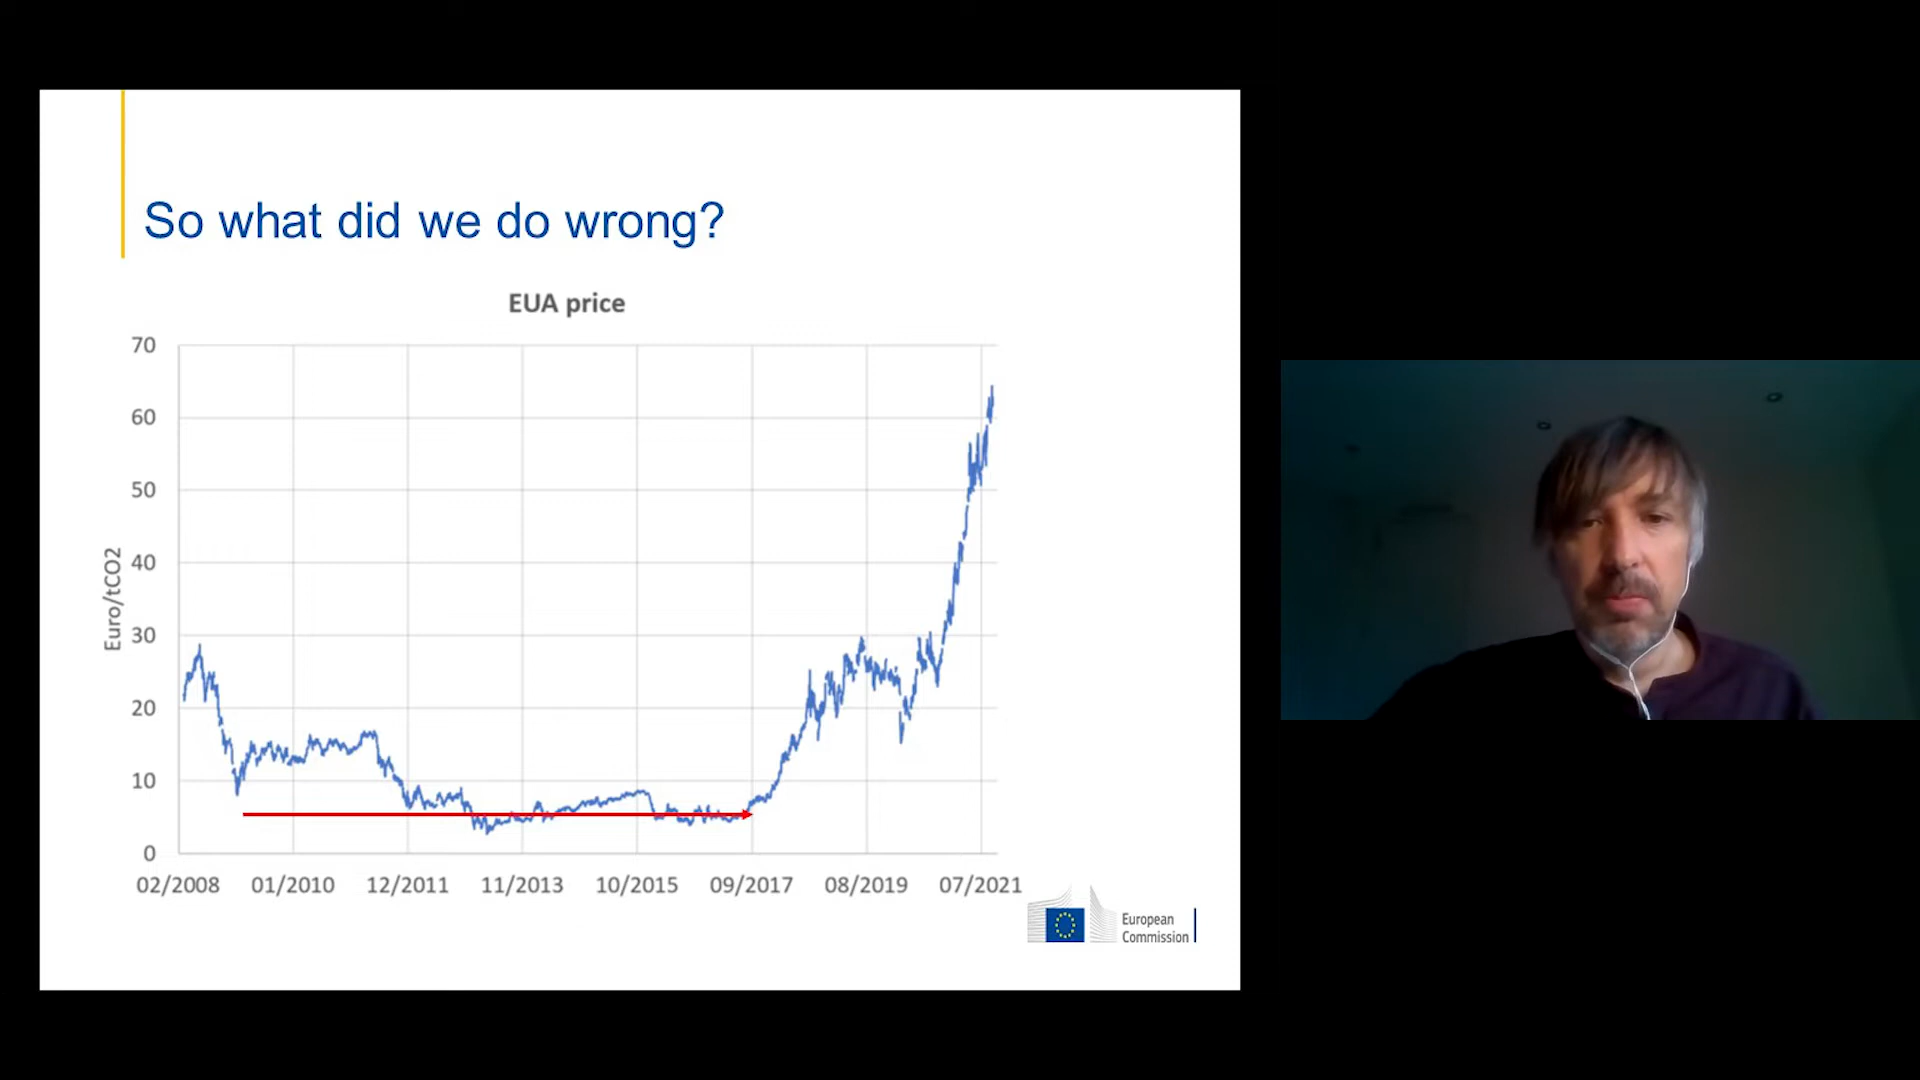 So what did we do wrong?
EUA price
70
60
50
40
30
20
10
0
Euro/tCO2
02/2008 01/2010 12/2011 11/2013 10/2015 09/2017 08/2019 07/2021
European
Commission